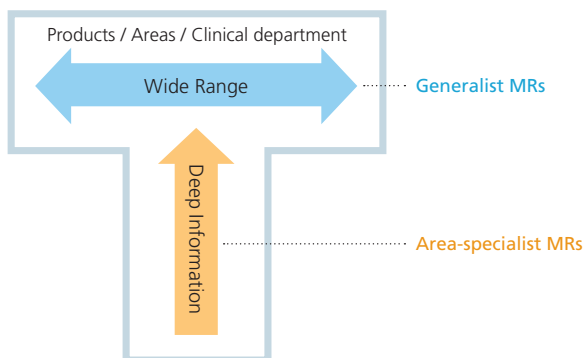 Products / Areas / Clinical department
Wide Range
Generalist MRs
Deep Information
Area-specialist MRs